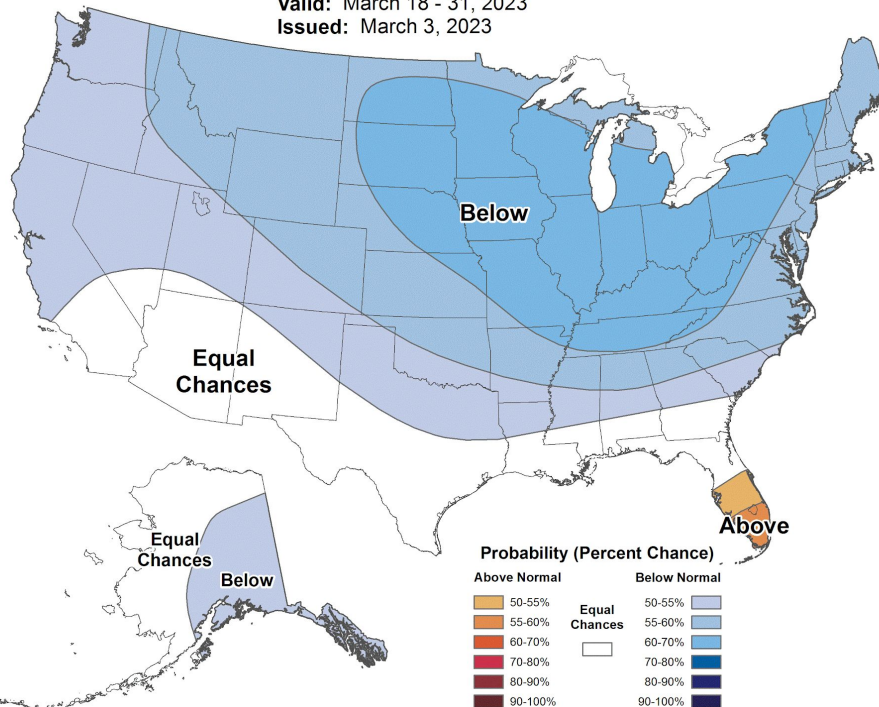 Valid: March 18 - 31, 2023
Issued: March 3, 2023
Below
Equal
Chances
Equal
Chances
Below
Above
Probability (Percent Chance)
Above Normal
Below Normal
50-55%
55-60%
60-70%
70-80%
80-90%
90-100%
Equal
Chances
50-55%
55-60%
60-70%
70-80%
80-90%
90-100%